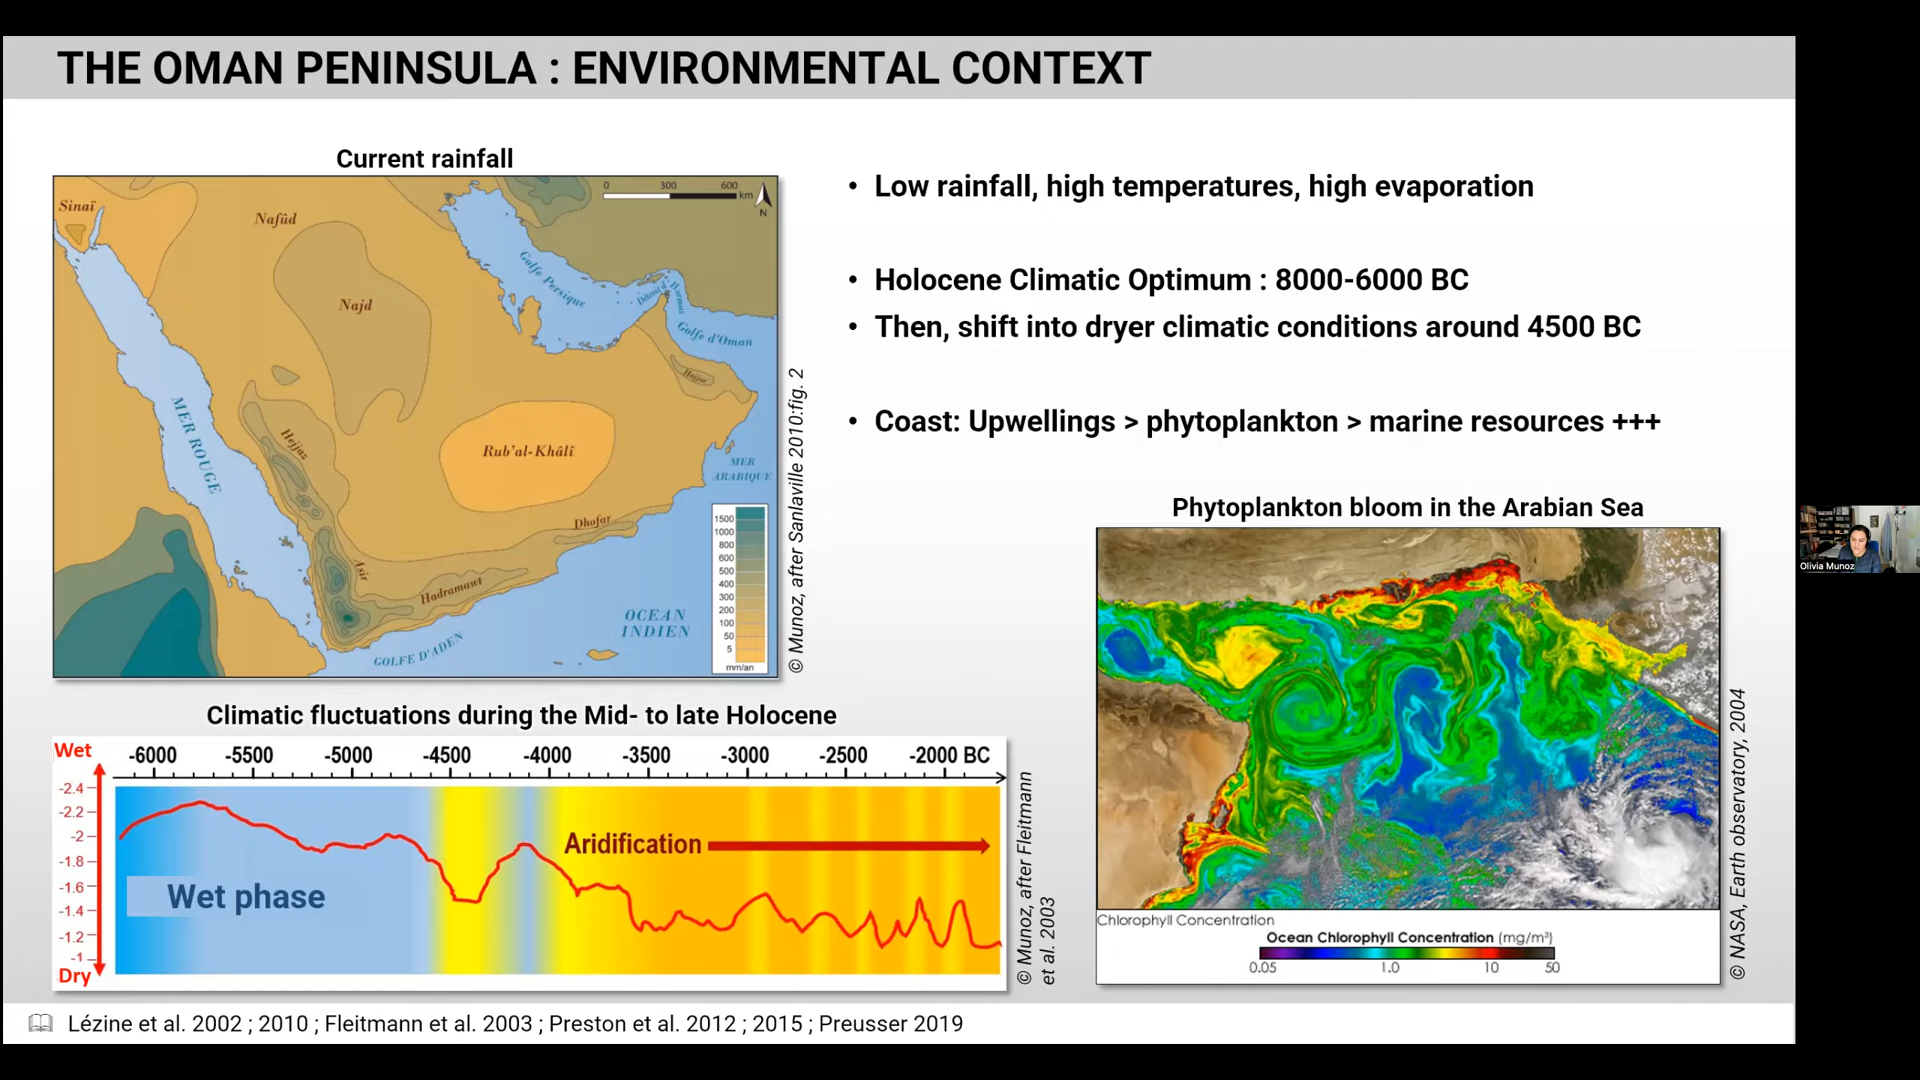 THE OMAN PENINSULA : ENVIRONMENTAL CONTEXT
Current rainfall
Sinaï
Nafûd
Najd
Hejjaz
Asir
Rub'al-Khâlî
Dhofar
Hadramawt
Hajjar
MER ROUGE
Golfe Persique
Détroit d'Hormuz
Golfe d'Oman
MER
ARABIQUE
OCEAN
INDIEN
GOLFE D'ADEN
0 300 600
km
N
1500
1000
800
600
500
400
300
200
100
50
5
mm/an
© Munoz, after Sanlaville 2010:fig. 2
• Low rainfall, high temperatures, high evaporation
• Holocene Climatic Optimum : 8000-6000 BC
• Then, shift into dryer climatic conditions around 4500 BC
• Coast: Upwellings > phytoplankton > marine resources +++
Climatic fluctuations during the Mid- to late Holocene
Wet
-6000 -5500 -5000 -4500 -4000 -3500 -3000 -2500 -2000 BC
-2.4
-2.2
-2
-1.8
-1.6
-1.4
-1.2
-1
Dry
Wet phase
Aridification
© Munoz, after Fleitmann
et al. 2003
Phytoplankton bloom in the Arabian Sea
Chlorophyll Concentration
Ocean Chlorophyll Concentration (mg/m³)
0.05 1.0 10 50
© NASA, Earth observatory, 2004
Olivia Munoz
Lézine et al. 2002 ; 2010 ; Fleitmann et al. 2003 ; Preston et al. 2012 ; 2015 ; Preusser 2019